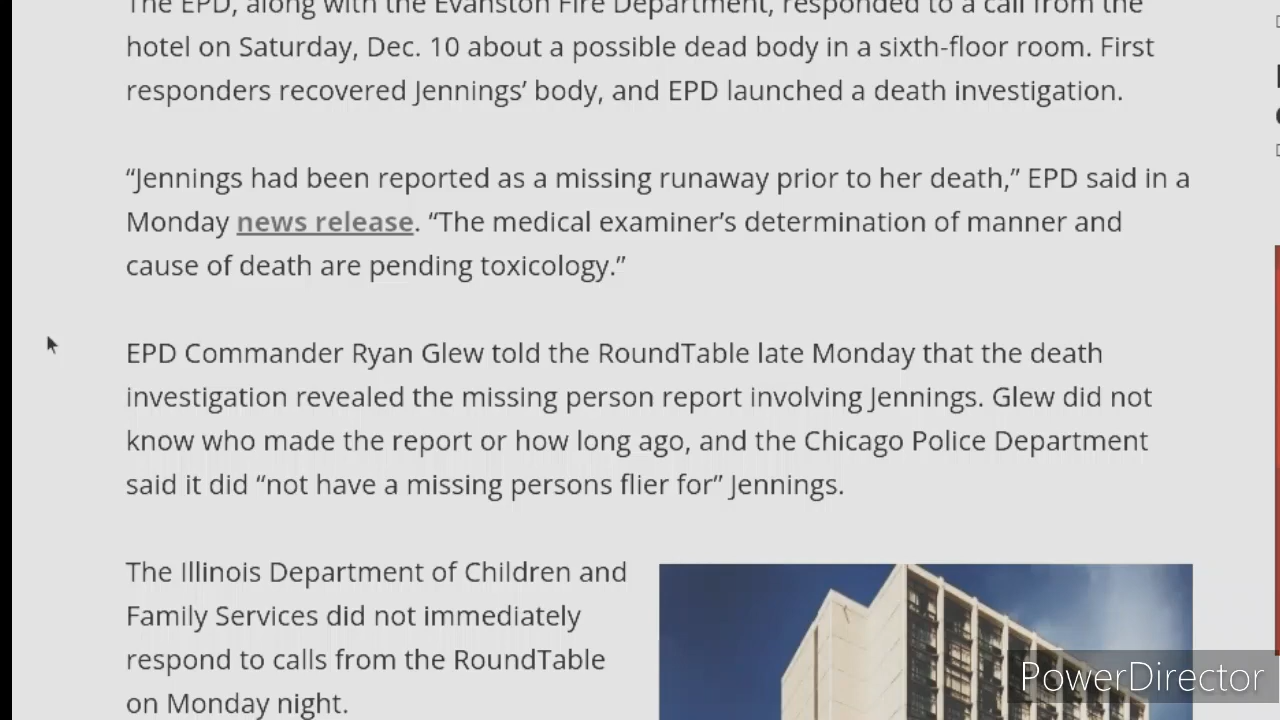 The EPD, along with the Evanston Fire Department, responded to a call from the
hotel on Saturday, Dec. 10 about a possible dead body in a sixth-floor room. First
responders recovered Jennings’ body, and EPD launched a death investigation.
“Jennings had been reported as a missing runaway prior to her death,” EPD said in a
Monday news release. “The medical examiner’s determination of manner and
cause of death are pending toxicology.”
EPD Commander Ryan Glew told the RoundTable late Monday that the death
investigation revealed the missing person report involving Jennings. Glew did not
know who made the report or how long ago, and the Chicago Police Department
said it did “not have a missing persons flier for” Jennings.
The Illinois Department of Children and
Family Services did not immediately
respond to calls from the RoundTable
on Monday night.
PowerDirector